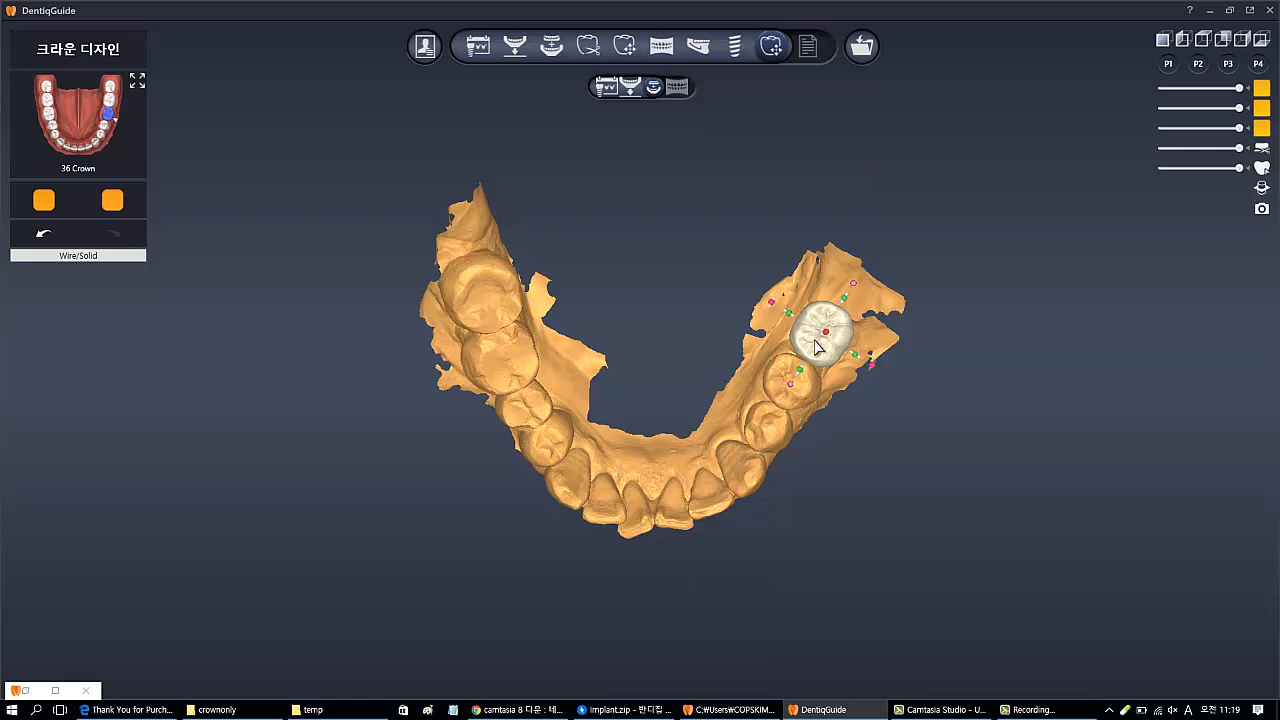 DentiqGuide
크라운 디자인
36 Crown
Wire/Solid
P1 P2 P3 P4
Thank You for Purch...
crownonly
temp
camtasia 8 다운 : 네...
Implant.zip - 반디집 ...
C:₩Users₩COPSKIM...
DentiqGuide
Camtasia Studio - U...
Recording...
A 오전 11:19